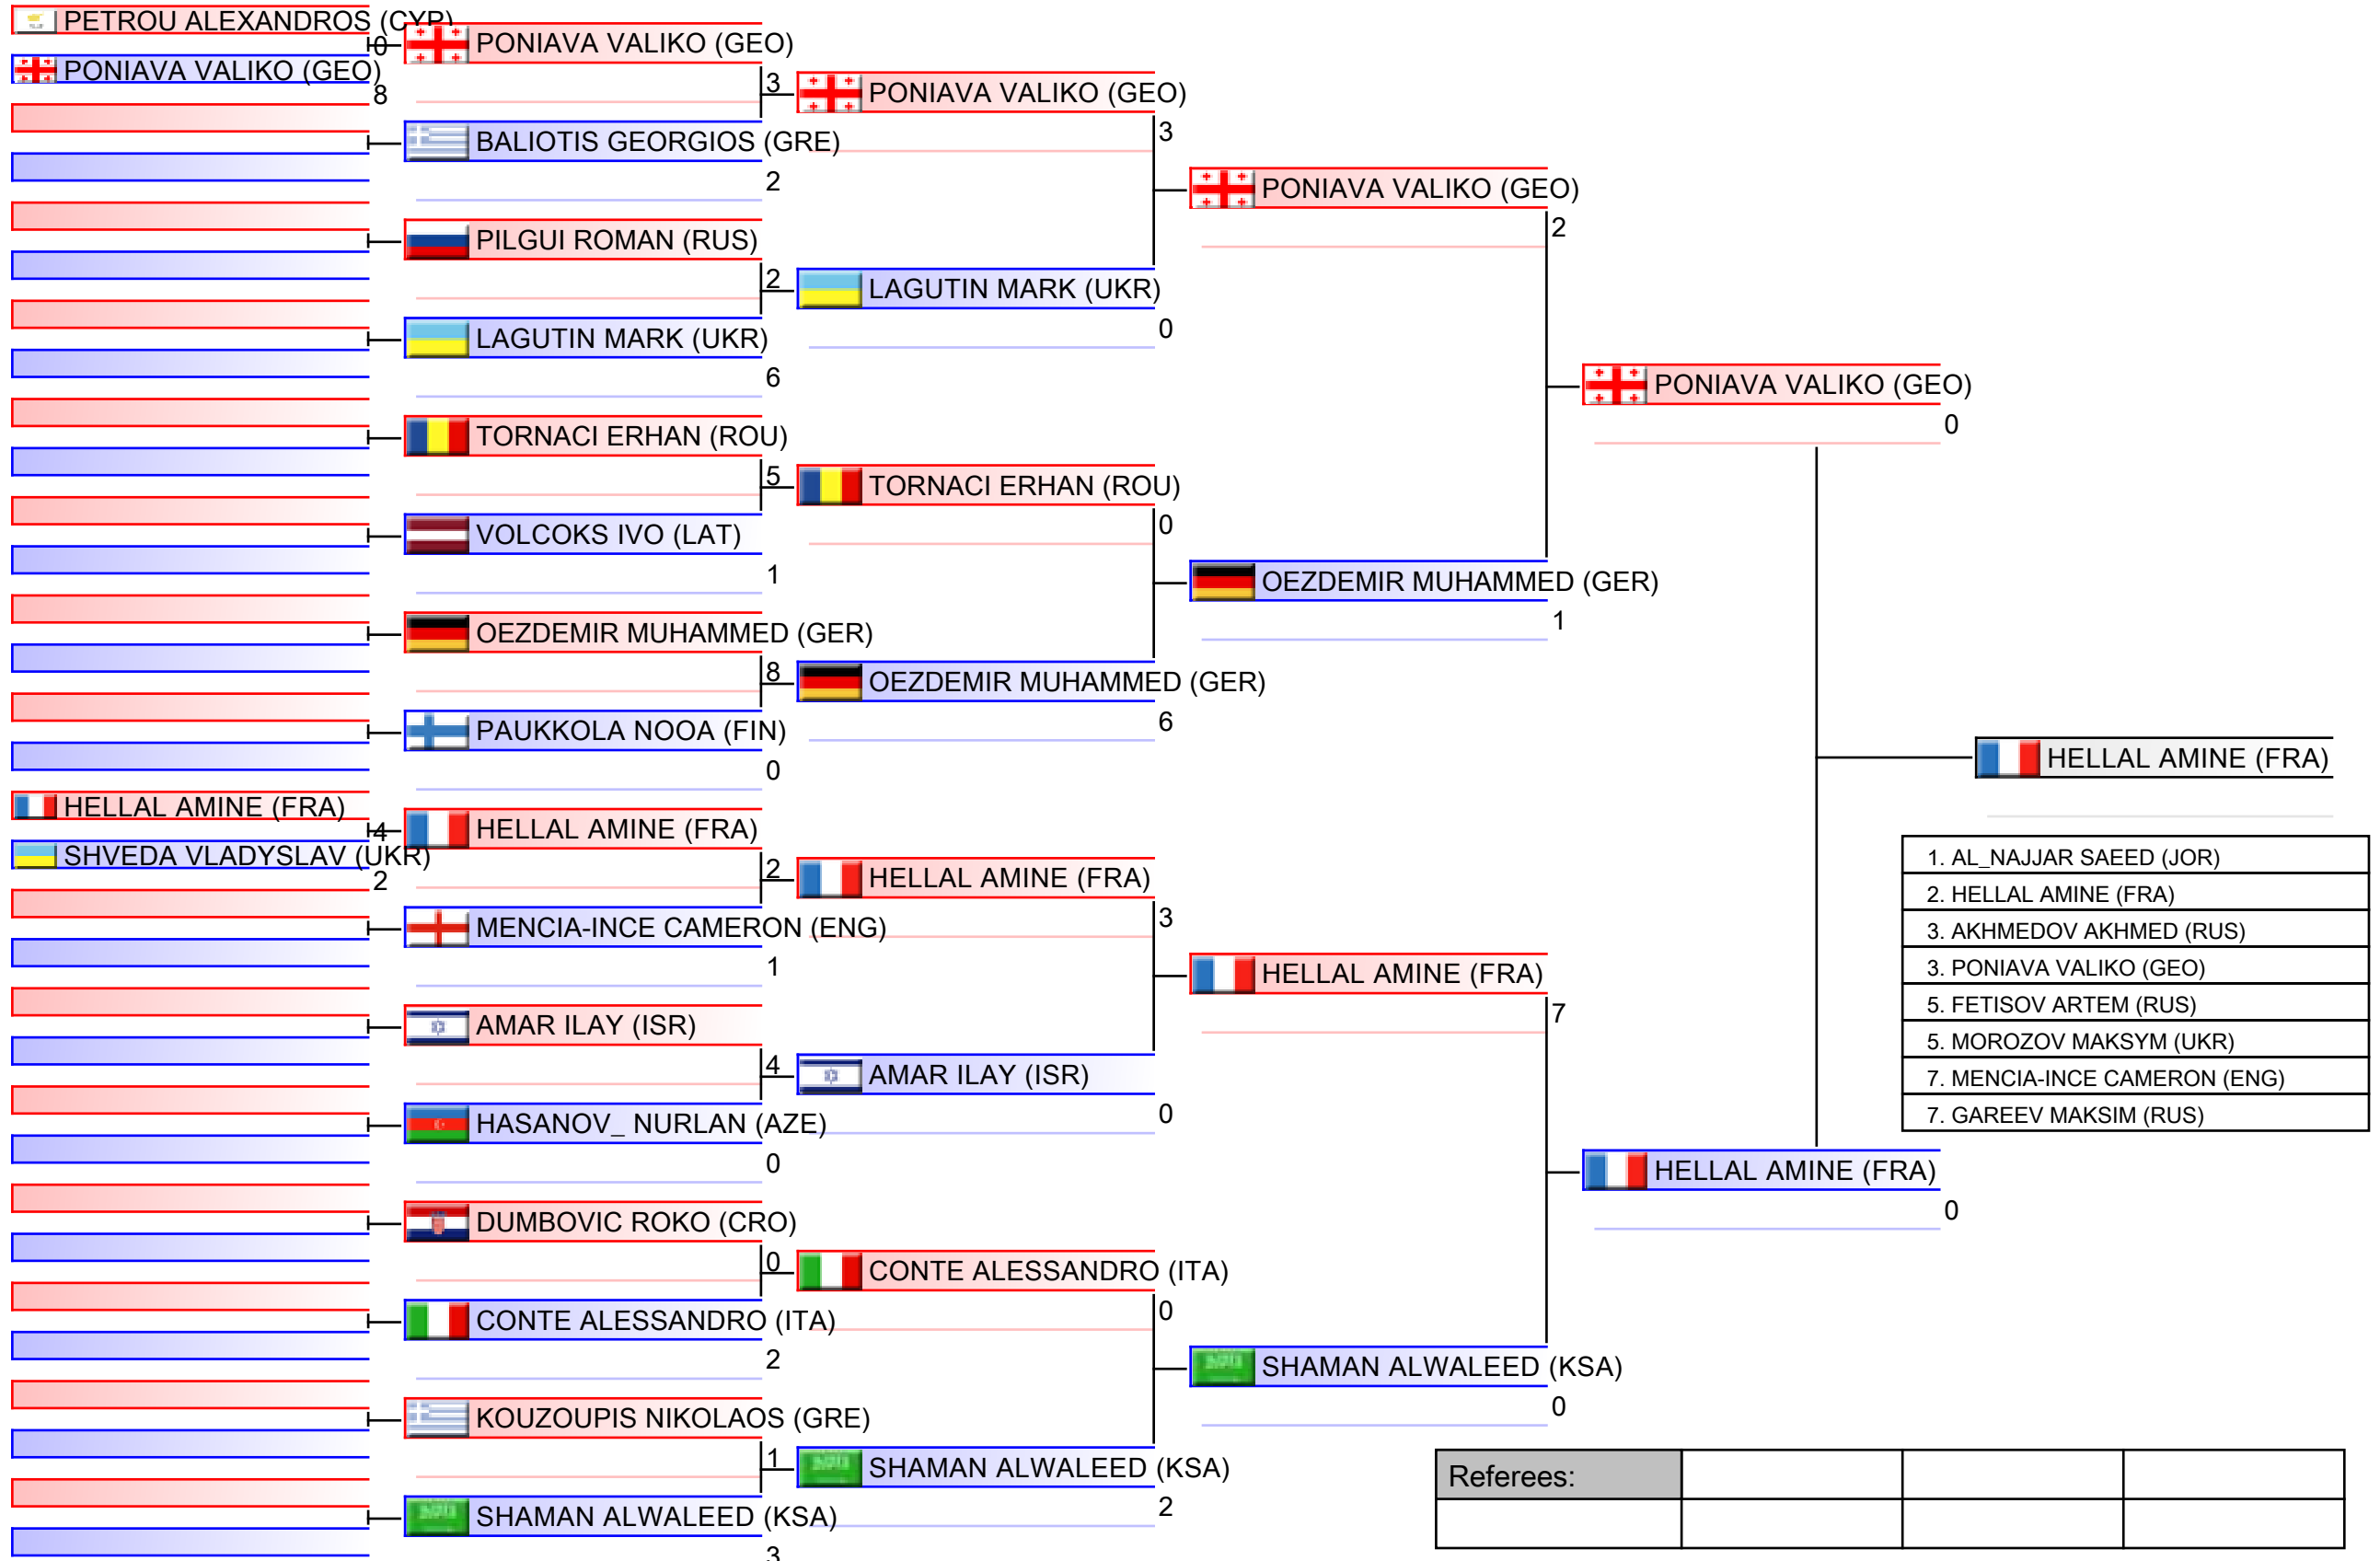 PETROU ALEXANDROS (CYP)
0
PONIAVA VALIKO (GEO)
8
HELLAL AMINE (FRA)
4
SHVEDA VLADYSLAV (UKR)
2
PONIAVA VALIKO (GEO)
3
BALIOTIS GEORGIOS (GRE)
2
PILGUI ROMAN (RUS)
2
LAGUTIN MARK (UKR)
6
TORNACI ERHAN (ROU)
5
VOLCOKS IVO (LAT)
1
OEZDEMIR MUHAMMED (GER)
8
PAUKKOLA NOOA (FIN)
0
HELLAL AMINE (FRA)
2
MENCIA-INCE CAMERON (ENG)
1
AMAR ILAY (ISR)
4
HASANOV_ NURLAN (AZE)
0
DUMBOVIC ROKO (CRO)
0
CONTE ALESSANDRO (ITA)
2
KOUZOUPIS NIKOLAOS (GRE)
1
SHAMAN ALWALEED (KSA)
3
PONIAVA VALIKO (GEO)
3
LAGUTIN MARK (UKR)
0
TORNACI ERHAN (ROU)
0
OEZDEMIR MUHAMMED (GER)
6
HELLAL AMINE (FRA)
3
AMAR ILAY (ISR)
0
CONTE ALESSANDRO (ITA)
0
SHAMAN ALWALEED (KSA)
2
PONIAVA VALIKO (GEO)
2
OEZDEMIR MUHAMMED (GER)
1
HELLAL AMINE (FRA)
7
SHAMAN ALWALEED (KSA)
0
PONIAVA VALIKO (GEO)
0
HELLAL AMINE (FRA)
0
HELLAL AMINE (FRA)
1. AL_NAJJAR SAEED (JOR)
2. HELLAL AMINE (FRA)
3. AKHMEDOV AKHMED (RUS)
3. PONIAVA VALIKO (GEO)
5. FETISOV ARTEM (RUS)
5. MOROZOV MAKSYM (UKR)
7. MENCIA-INCE CAMERON (ENG)
7. GAREEV MAKSIM (RUS)
Referees: